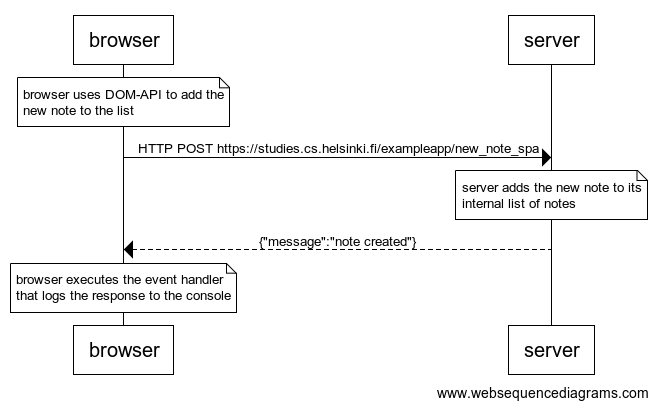 browser
server
browser uses DOM-API to add the
new note to the list
HTTP POST https://studies.cs.helsinki.fi/exampleapp/new_note_spa
server adds the new note to its
internal list of notes
{"message":"note created"}
browser executes the event handler
that logs the response to the console
browser
server
www.websequencediagrams.com